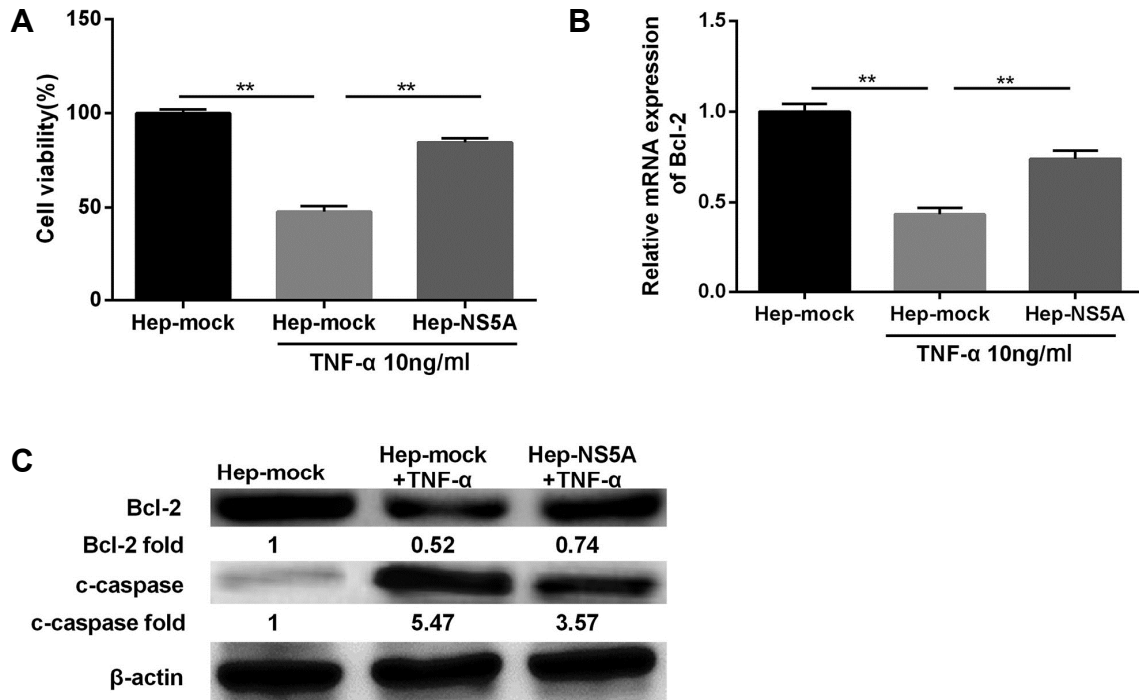 A
Cell viability(%)
150
100
50
0
** **
Hep-mock Hep-mock Hep-NS5A
TNF-α 10ng/ml
B
Relative mRNA expression
of Bcl-2
1.5
1.0
0.5
0.0
** **
Hep-mock Hep-mock Hep-NS5A
TNF-α 10ng/ml
C
Hep-mock Hep-mock Hep-NS5A
+TNF-α +TNF-α
Bcl-2
Bcl-2 fold 1 0.52 0.74
c-caspase
c-caspase fold 1 5.47 3.57
β-actin